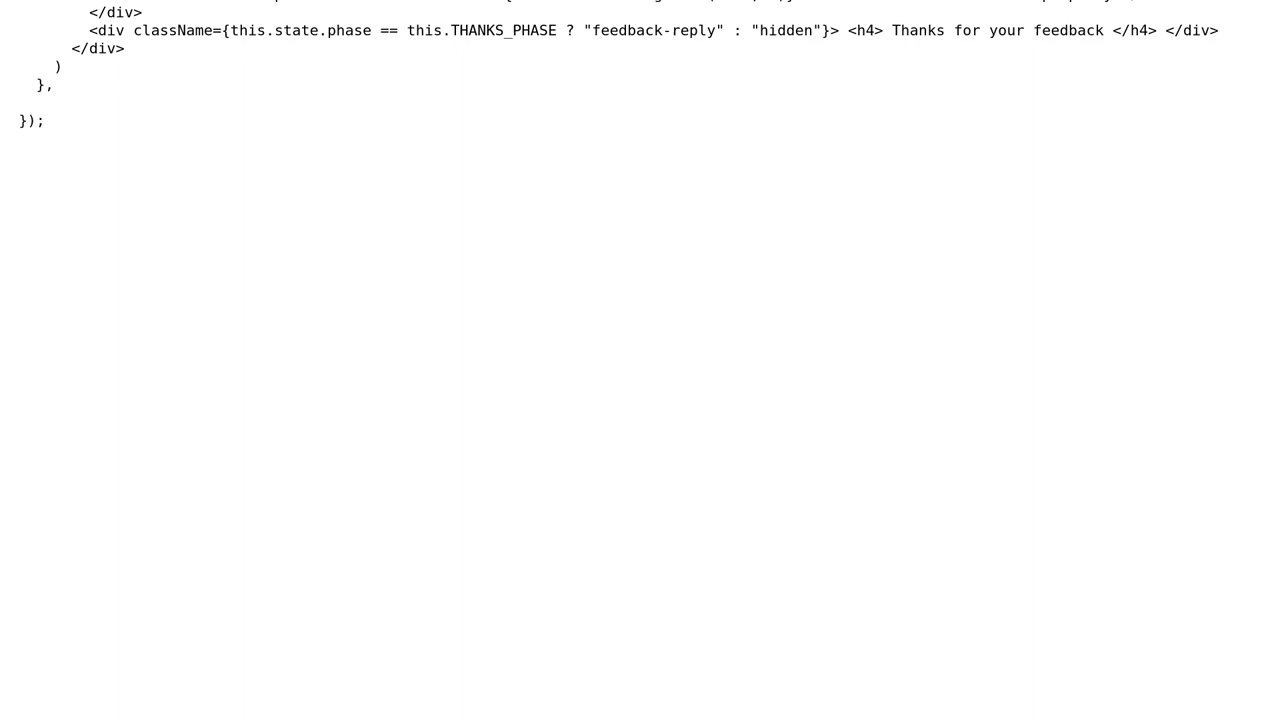 </div>
<div className={this.state.phase == this.THANKS_PHASE ? "feedback-reply" : "hidden"}> <h4> Thanks for your feedback </h4> </div>
</div>
)
},
});